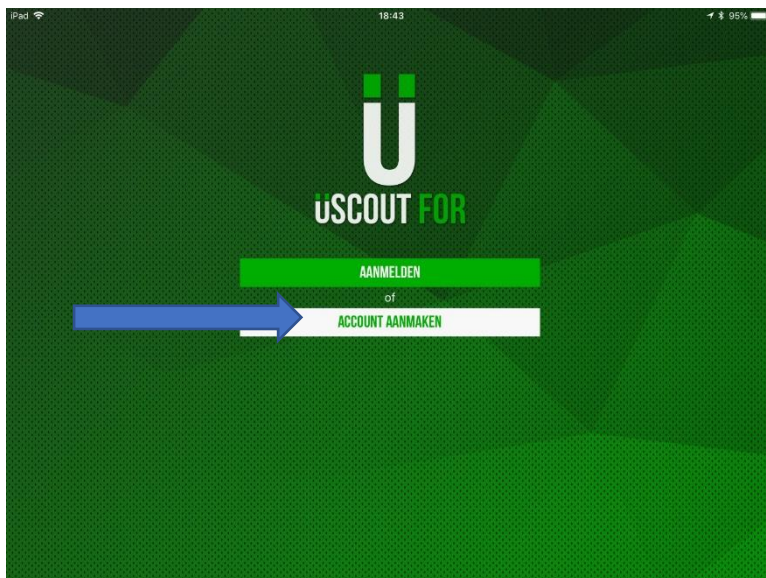 iPad 18:43 95%
Ü
üSCOUT FOR
AANMELDEN
of
ACCOUNT AANMAKEN